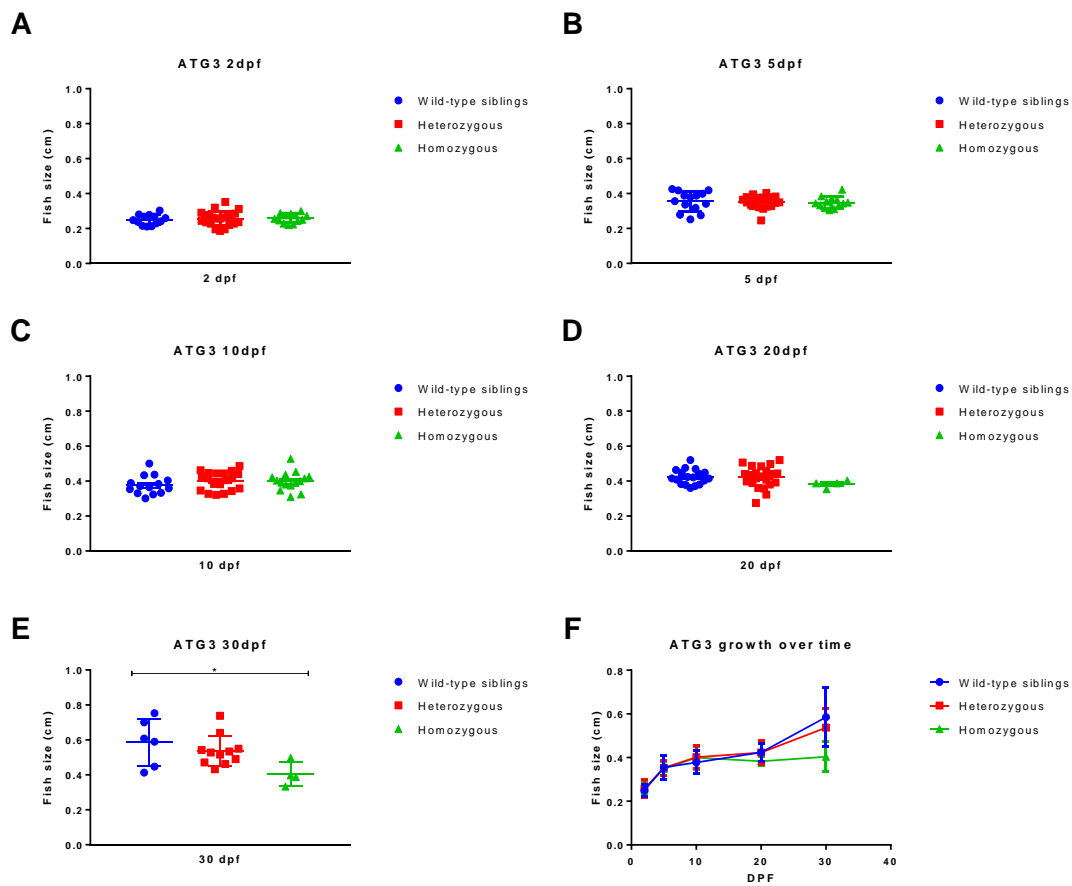 A
ATG3 2dpf
Fish size (cm)
1.0
0.8
0.6
0.4
0.2
0.0
2 dpf
Wild-type siblings
Heterozygous
Homozygous
B
ATG3 5dpf
Fish size (cm)
1.0
0.8
0.6
0.4
0.2
0.0
5 dpf
Wild-type siblings
Heterozygous
Homozygous
C
ATG3 10dpf
Fish size (cm)
1.0
0.8
0.6
0.4
0.2
0.0
10 dpf
Wild-type siblings
Heterozygous
Homozygous
D
ATG3 20dpf
Fish size (cm)
1.0
0.8
0.6
0.4
0.2
0.0
20 dpf
Wild-type siblings
Heterozygous
Homozygous
E
ATG3 30dpf
Fish size (cm)
1.0
0.8
0.6
0.4
0.2
0.0
*
30 dpf
Wild-type siblings
Heterozygous
Homozygous
F
ATG3 growth over time
Fish size (cm)
0.8
0.6
0.4
0.2
0.0
0 10 20 30 40
DPF
Wild-type siblings
Heterozygous
Homozygous